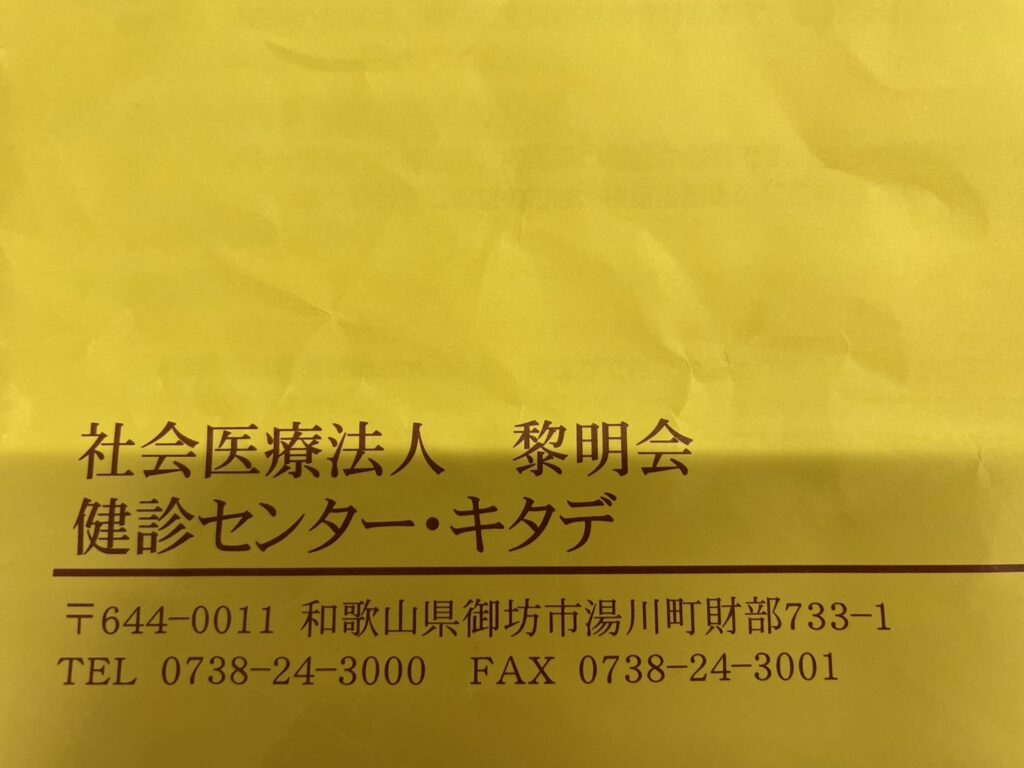 社会医療法人　黎明会
健診センター・キタデ
〒644-0011 和歌山県御坊市湯川町財部733-1
TEL 0738-24-3000　FAX 0738-24-3001